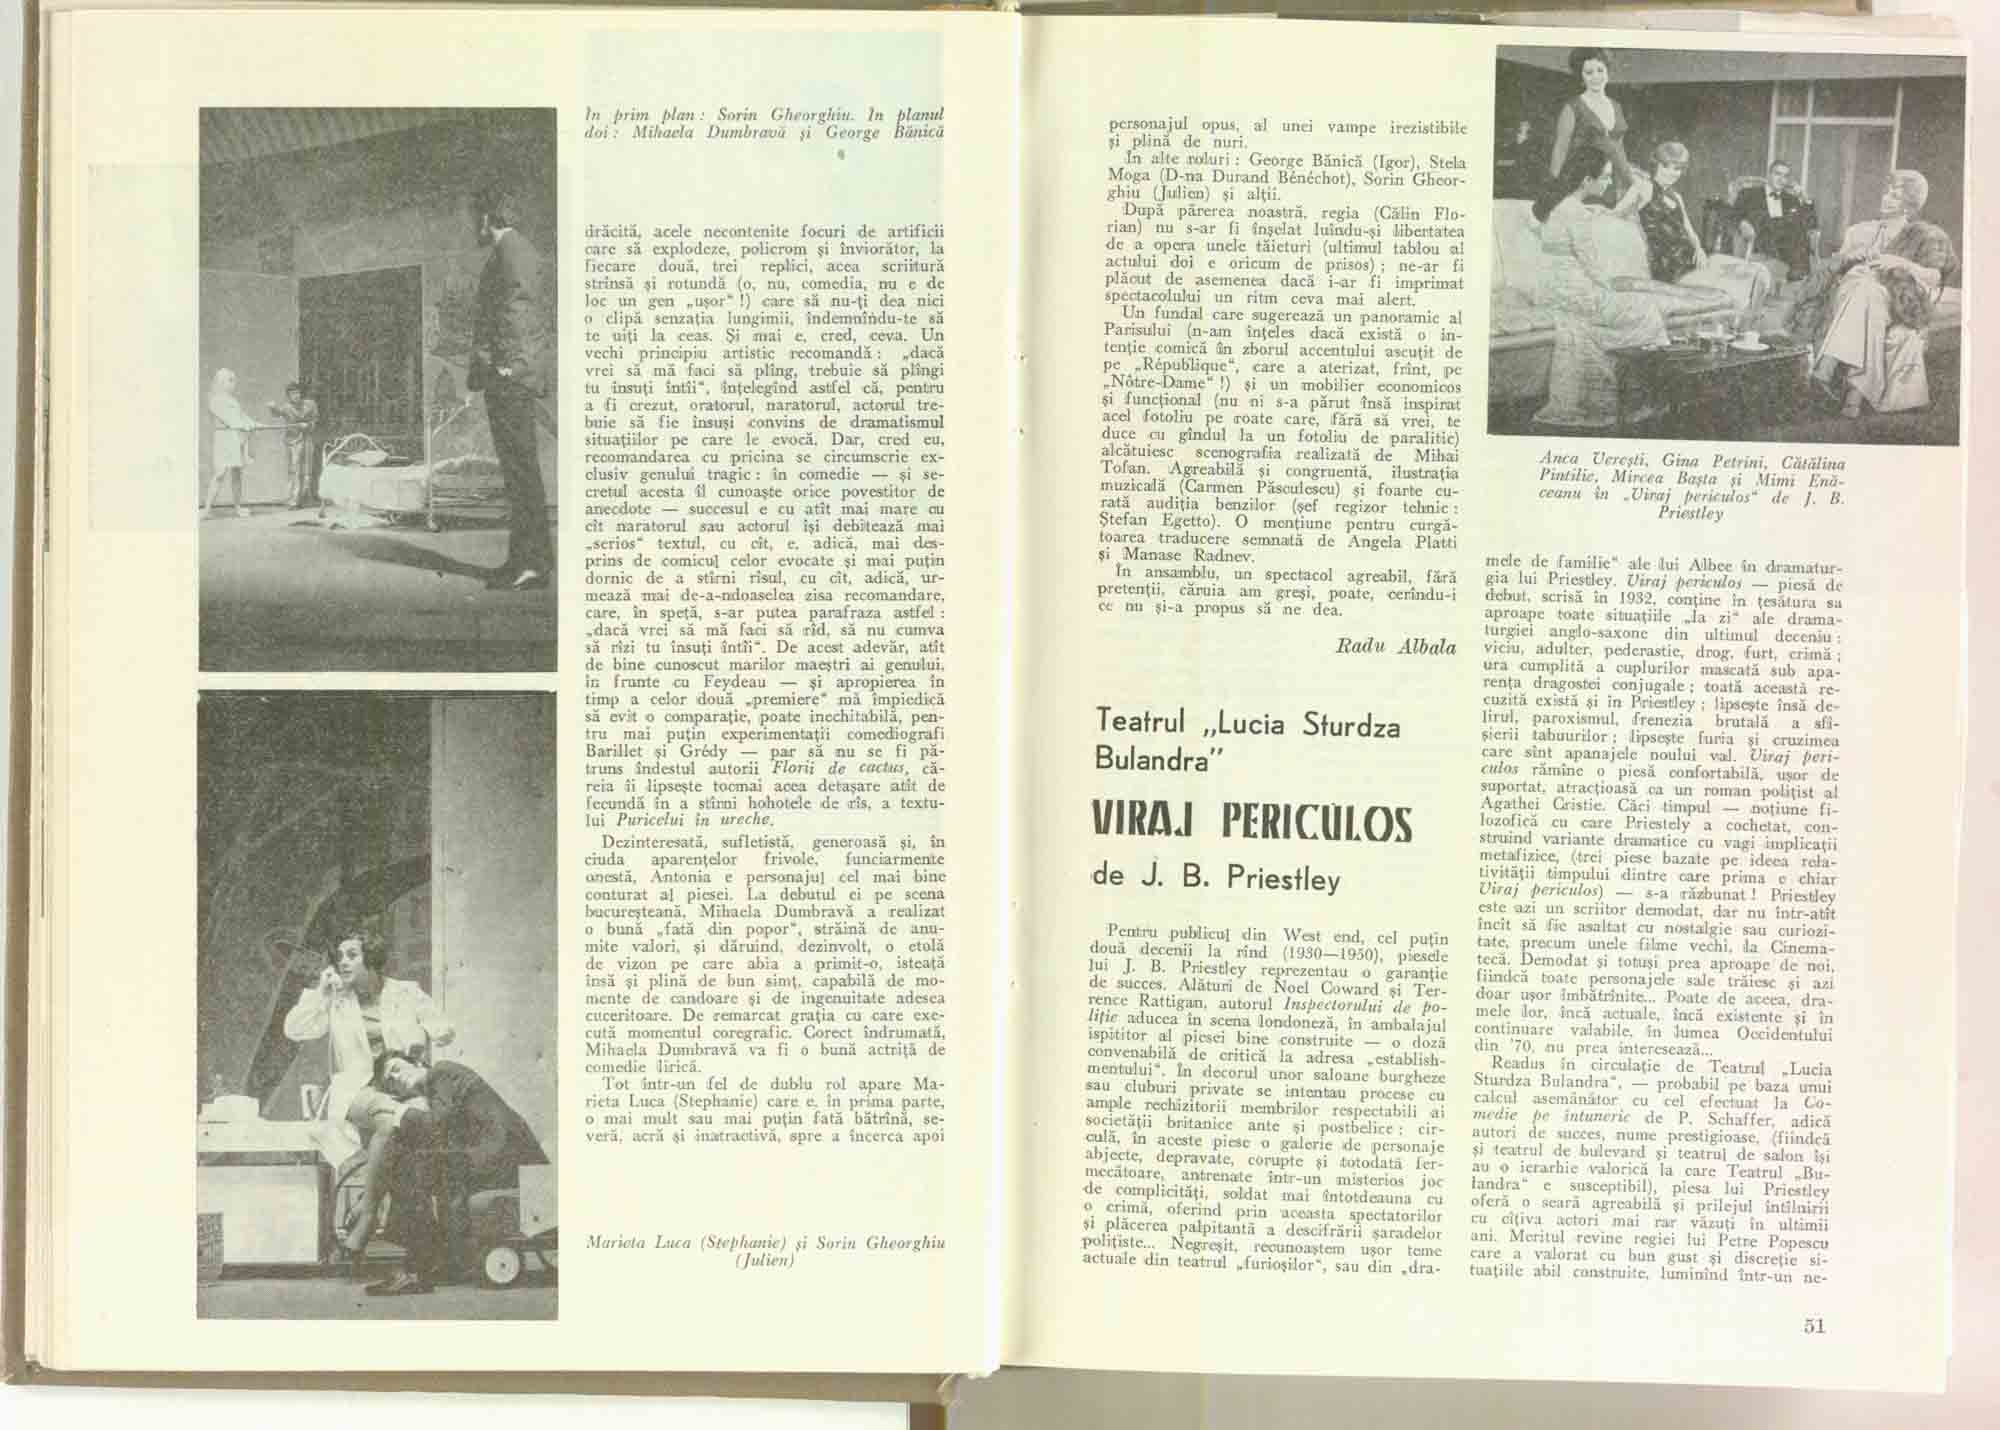 In prim plan : Sorin Gheorghiu. In planul
doi : Mihaela Dumbravă și George Bănică
drăcită, acele necontenite focuri de artificii
care să explodeze, policrom și înviorător, la
fiecare două, trei replici, acea scriitură
strînsă și rotundă (o, nu, comedia, nu e de
loc un gen „ușor“ !) care să nu-ți dea nici
o clipă senzația lungimii, îndemnîndu-te să
te uiți la ceas. Și mai e, cred, ceva. Un
vechi principiu artistic recomandă : „dacă
vrei să mă faci să plîng, trebuie să plîngi
tu însuți întîi“, înțelegînd astfel că, pentru
a fi crezut, oratorul, naratorul, actorul tre-
buie să fie însuși convins de dramatismul
situațiilor pe care le evocă. Dar, cred eu,
recomandarea cu pricina se circumscrie ex-
clusiv genului tragic : în comedie — și se-
cretul acesta îl cunoaște orice povestitor de
anecdote — succesul e cu atît mai mare cu
cît naratorul sau actorul își debitează mai
„serios“ textul, cu cît, e, adică, mai des-
prins de comicul celor evocate și mai puțin
dornic de a stîrni rîsul, cu cît, adică, ur-
mează mai de-a-ndoaselea zisa recomandare,
care, în speță, s-ar putea parafraza astfel :
„dacă vrei să mă faci să rîd, să nu cumva
să rîzi tu însuți întîi“. De acest adevăr, atît
de bine cunoscut marilor maeștri ai genului,
în frunte cu Feydeau — și apropierea în
timp a celor două „premiere“ mă împiedică
să evit o comparație, poate inechitabilă, pen-
tru mai puțin experimentații comediografi
Barillet și Grédy — par să nu se fi pă-
truns îndestul autorii Florii de cactus, că-
reia îi lipsește tocmai acea detașare atît de
fecundă în a stîrni hohotele de rîs, a textu-
lui Puricelui în ureche.
Dezinteresată, sufletistă, generoasă și, în
ciuda aparențelor frivole, funciarmente
onestă, Antonia e personajul cel mai bine
conturat al piesei. La debutul ei pe scena
bucureșteană, Mihaela Dumbravă a realizat
o bună „fată din popor“, străină de anu-
mite valori, și dăruind, dezinvolt, o etolă
de vizon pe care abia a primit-o, isteață
însă și plină de bun simț, capabilă de mo-
mente de candoare și de ingenuitate adesea
cuceritoare. De remarcat grația cu care exe-
cută momentul coregrafic. Corect îndrumată,
Mihaela Dumbravă va fi o bună actriță de
comedie lirică.
Tot într-un fel de dublu rol apare Ma-
rieta Luca (Stephanie) care e, în prima parte,
o mai mult sau mai puțin fată bătrînă, se-
veră, acră și inatractivă, spre a încerca apoi
Marieta Luca (Stephanie) și Sorin Gheorghiu
(Julien)
personajul opus, al unei vampe irezistibile
și plină de nuri.
În alte roluri : George Bănică (Igor), Stela
Moga (D-na Durand Bénéchot), Sorin Gheor-
ghiu (Julien) și alții.
După părerea noastră, regia (Călin Flo-
rian) nu s-ar fi înșelat luîndu-și libertatea
de a opera unele tăieturi (ultimul tablou al
actului doi e oricum de prisos) ; ne-ar fi
plăcut de asemenea dacă i-ar fi imprimat
spectacolului un ritm ceva mai alert.
Un fundal care sugerează un panoramic al
Parisului (n-am înțeles dacă există o in-
tenție comică în zborul accentului ascuțit de
pe „République“, care a aterizat, frînt, pe
„Nôtre-Dame“ !) și un mobilier economicos
și funcțional (nu ni s-a părut însă inspirat
acel fotoliu pe roate care, fără să vrei, te
duce cu gîndul la un fotoliu de paralitic)
alcătuiesc scenografia realizată de Mihai
Tofan. Agreabilă și congruentă, ilustrația
muzicală (Carmen Păsculescu) și foarte cu-
rată audiția benzilor (șef regizor tehnic :
Ștefan Egetto). O mențiune pentru curgă-
toarea traducere semnată de Angela Platti
și Manase Radnev.
În ansamblu, un spectacol agreabil, fără
pretenții, căruia am greși, poate, cerîndu-i
ce nu și-a propus să ne dea.
Radu Albala
Teatrul „Lucia Sturdza
Bulandra”
VIRAJ PERICULOS
de J. B. Priestley
Pentru publicul din West end, cel puțin
două decenii la rînd (1930—1950), piesele
lui J. B. Priestley reprezentau o garanție
de succes. Alături de Noel Coward și Ter-
rence Rattigan, autorul Inspectorului de po-
liție aducea în scena londoneză, în ambalajul
ispititor al piesei bine construite — o doză
convenabilă de critică la adresa „establish-
mentului“. În decorul unor saloane burgheze
sau cluburi private se intentau procese cu
ample rechizitorii membrilor respectabili ai
societății britanice ante și postbelice ; cir-
culă, în aceste piese o galerie de personaje
abjecte, depravate, corupte și totodată fer-
mecătoare, antrenate într-un misterios joc
de complicități, soldat mai întotdeauna cu
o crimă, oferind prin aceasta spectatorilor
și plăcerea palpitantă a descifrării șaradelor
polițiste... Negreșit, recunoaștem ușor teme
actuale din teatrul „furioșilor“, sau din „dra-
Anca Verești, Gina Petrini, Cătălina
Pintilie, Mircea Bașta și Mimi Enă-
ceanu în „Viraj periculos“ de J. B.
Priestley
mele de familie“ ale lui Albee în dramatur-
gia lui Priestley. Viraj periculos — piesă de
debut, scrisă în 1932, conține în țesătura sa
aproape toate situațiile „la zi“ ale drama-
turgiei anglo-saxone din ultimul deceniu :
viciu, adulter, pederastie, drog, furt, crimă ;
ura cumplită a cuplurilor mascată sub apa-
rența dragostei conjugale ; toată această re-
cuzită există și în Priestley ; lipsește însă de-
lirul, paroxismul, frenezia brutală a sfî-
șierii tabuurilor ; lipsește furia și cruzimea
care sînt apanajele noului val. Viraj peri-
culos rămîne o piesă confortabilă, ușor de
suportat, atracțioasă ca un roman polițist al
Agathei Cristie. Căci timpul — noțiune fi-
lozofică cu care Priestely a cochetat, con-
struind variante dramatice cu vagi implicații
metafizice, (trei piese bazate pe ideea rela-
tivității timpului dintre care prima e chiar
Viraj periculos) — s-a răzbunat ! Priestley
este azi un scriitor demodat, dar nu într-atît
încît să fie asaltat cu nostalgie sau curiozi-
tate, precum unele filme vechi, la Cinema-
tecă. Demodat și totuși prea aproape de noi,
fiindcă toate personajele sale trăiesc și azi
doar ușor îmbătrînite... Poate de aceea, dra-
mele lor, încă actuale, încă existente și în
continuare valabile, în lumea Occidentului
din '70, nu prea interesează...
Readus în circulație de Teatrul „Lucia
Sturdza Bulandra“, — probabil pe baza unui
calcul asemănător cu cel efectuat la Co-
medie pe întuneric de P. Schaffer, adică
autori de succes, nume prestigioase, (fiindcă
și teatrul de bulevard și teatrul de salon își
au o ierarhie valorică la care Teatrul „Bu-
landra“ e susceptibil), piesa lui Priestley
oferă o seară agreabilă și prilejul întîlnirii
cu cîțiva actori mai rar văzuți în ultimii
ani. Meritul revine regiei lui Petre Popescu
care a valorat cu bun gust și discreție si-
tuațiile abil construite, luminînd într-un ne-
51